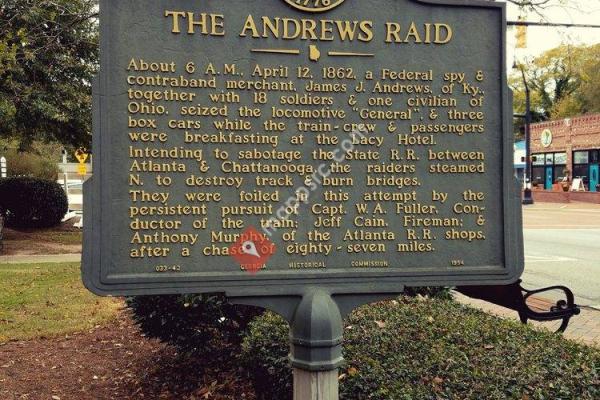 1776
THE ANDREWS RAID
About 6 A.M., April 12, 1862, a Federal spy &
contraband merchant, James J. Andrews, of Ky.,
together with 18 soldiers & one civilian of
Ohio, seized the locomotive "General", & three
box cars while the train-crew & passengers
were breakfasting at the Lacy Hotel.
Intending to sabotage the State R.R. between
Atlanta & Chattanooga, the raiders steamed
N. to destroy track & burn bridges.
They were foiled in this attempt by the
persistent pursuit of Capt. W.A. Fuller, Con-
ductor of the train; Jeff Cain, Fireman; &
Anthony Murphy, of the Atlanta R.R. shops,
after a chase of eighty-seven miles.
033-42 GEORGIA HISTORICAL COMMISSION 1954